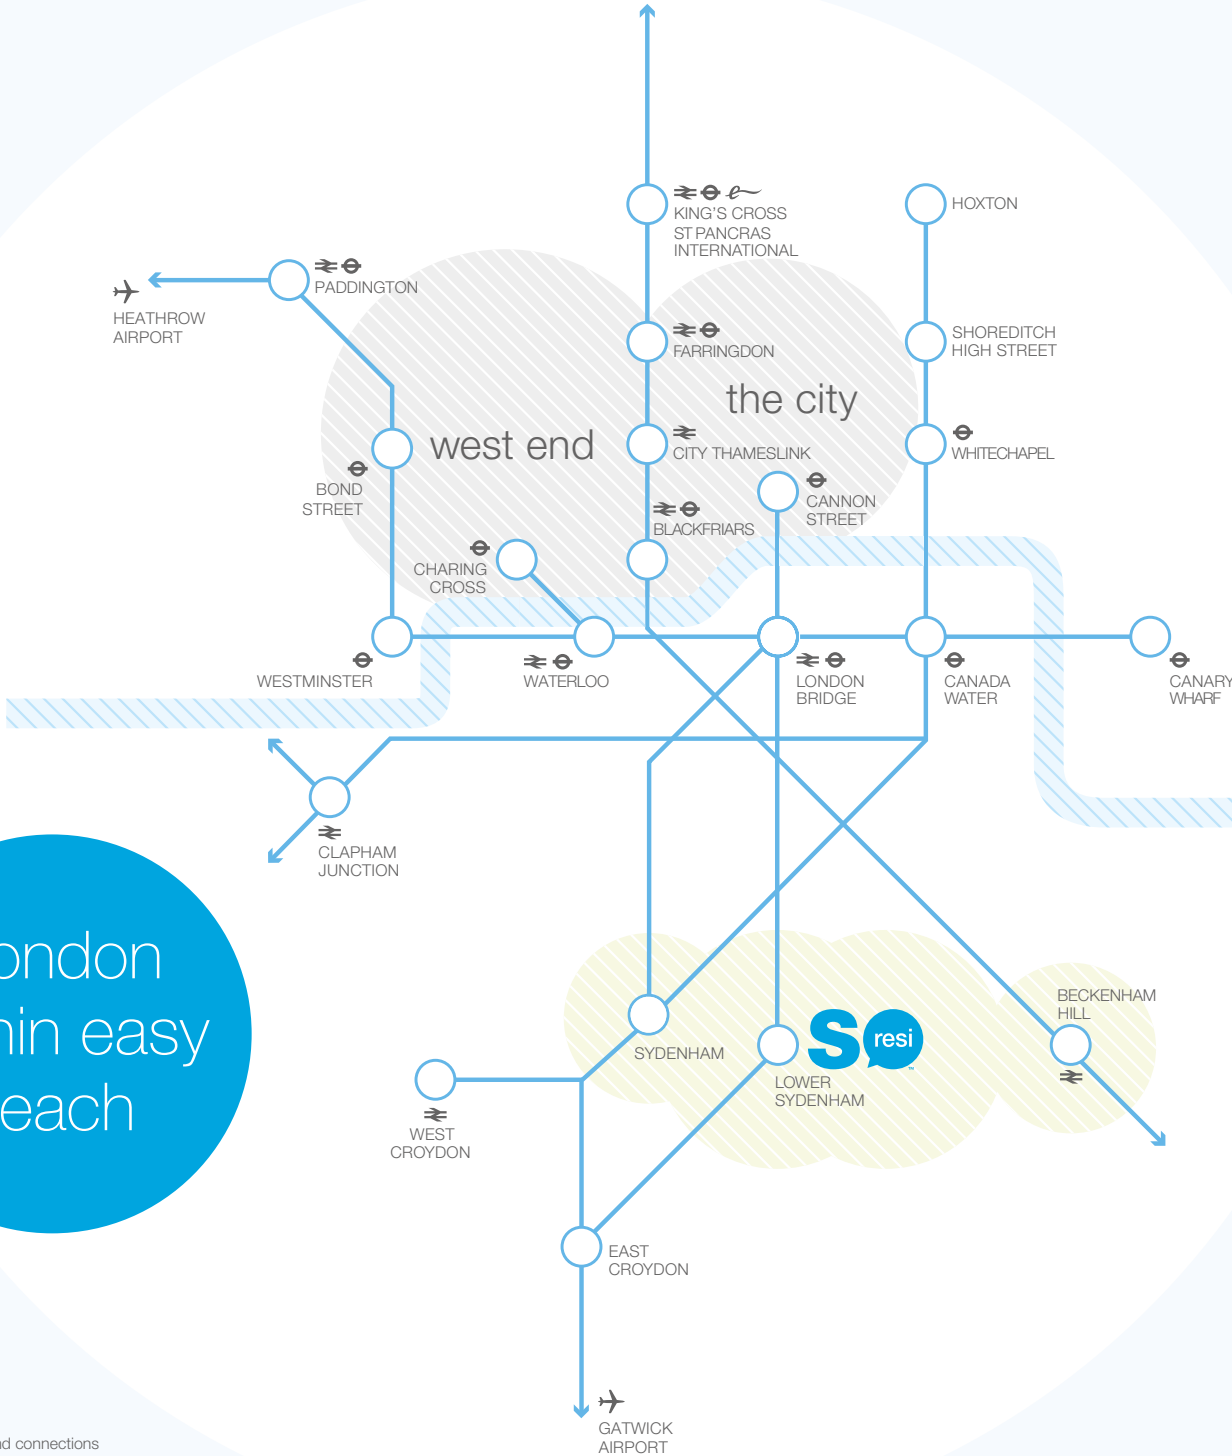 KING'S CROSS
ST PANCRAS
INTERNATIONAL
HOXTON
PADDINGTON
HEATHROW
AIRPORT
FARRINGDON
SHOREDITCH
HIGH STREET
the city
west end
CITY THAMESLINK
WHITECHAPEL
BOND
STREET
CANNON
STREET
BLACKFRIARS
CHARING
CROSS
WESTMINSTER
WATERLOO
LONDON
BRIDGE
CANADA
WATER
CANARY
WHARF
CLAPHAM
JUNCTION
ondon
hin easy
each
BECKENHAM
HILL
SYDENHAM
S resi
LOWER
SYDENHAM
WEST
CROYDON
EAST
CROYDON
GATWICK
AIRPORT
nd connections